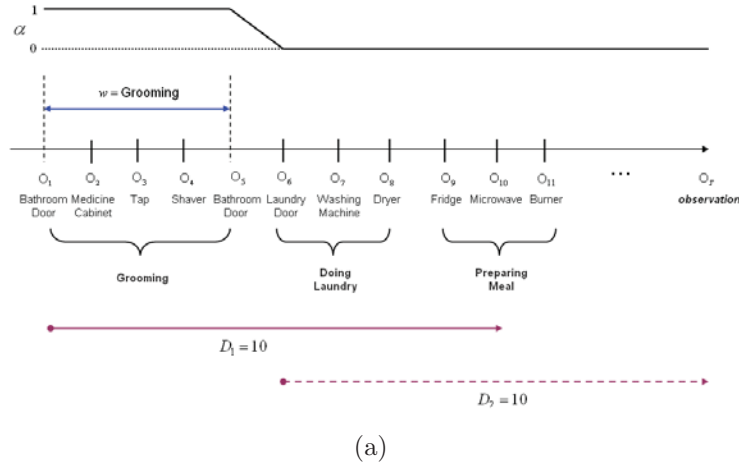 1
α
0
w = Grooming
O₁ O₂ O₃ O₄ O₅ O₆ O₇ O₈ O₉ O₁₀ O₁₁ ... O_T
Bathroom Medicine Tap Shaver Bathroom Laundry Washing Dryer Fridge Microwave Burner observation
Door Cabinet Door Door Machine
Grooming
Doing
Laundry
Preparing
Meal
D₁ = 10
D₂ = 10
(a)